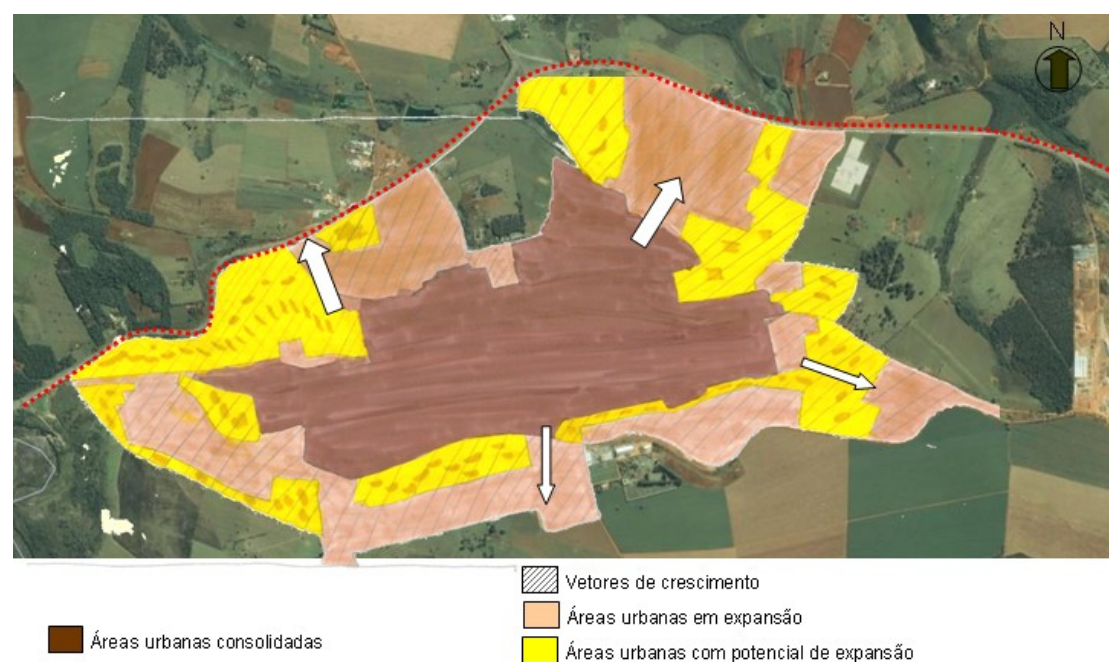 N
Vetores de crescimento
Áreas urbanas em expansão
Áreas urbanas consolidadas
Áreas urbanas com potencial de expansão